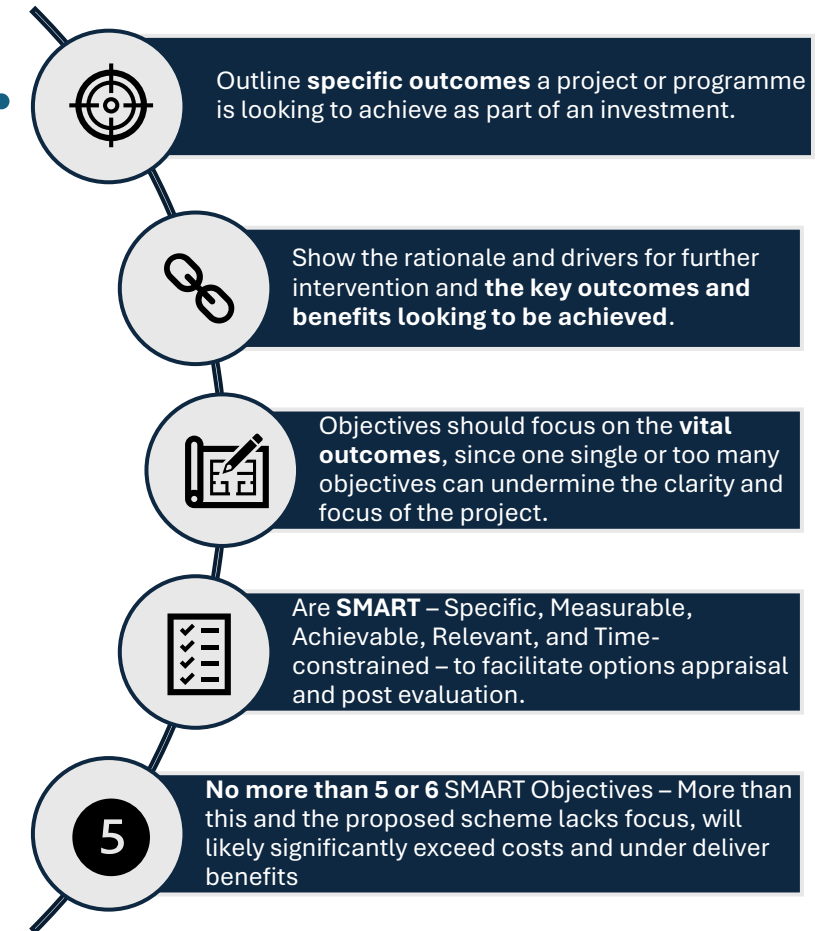 Outline specific outcomes a project or programme
is looking to achieve as part of an investment.
Show the rationale and drivers for further
intervention and the key outcomes and
benefits looking to be achieved.
Objectives should focus on the vital
outcomes, since one single or too many
objectives can undermine the clarity and
focus of the project.
Are SMART – Specific, Measurable,
Achievable, Relevant, and Time-
constrained – to facilitate options appraisal
and post evaluation.
5
No more than 5 or 6 SMART Objectives – More than
this and the proposed scheme lacks focus, will
likely significantly exceed costs and under deliver
benefits